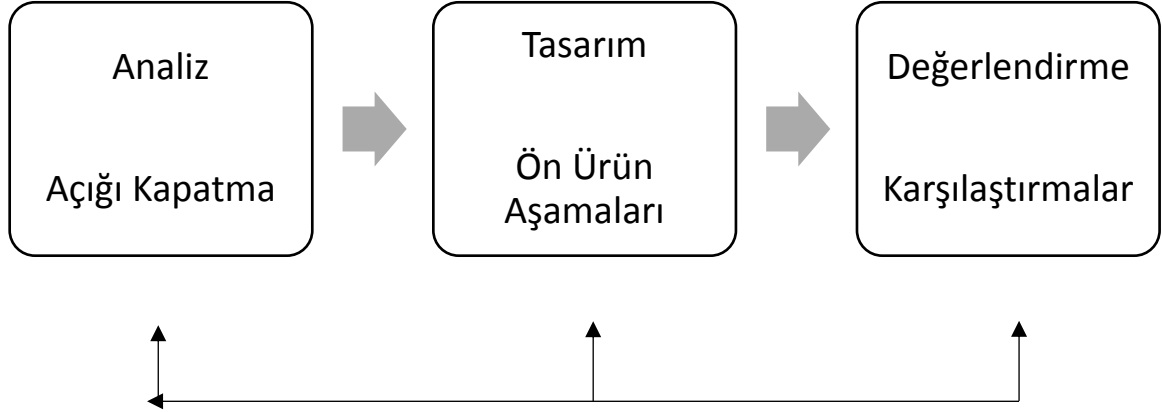 Analiz
Açığı Kapatma
Tasarım
Ön Ürün
Aşamaları
Değerlendirme
Karşılaştırmalar